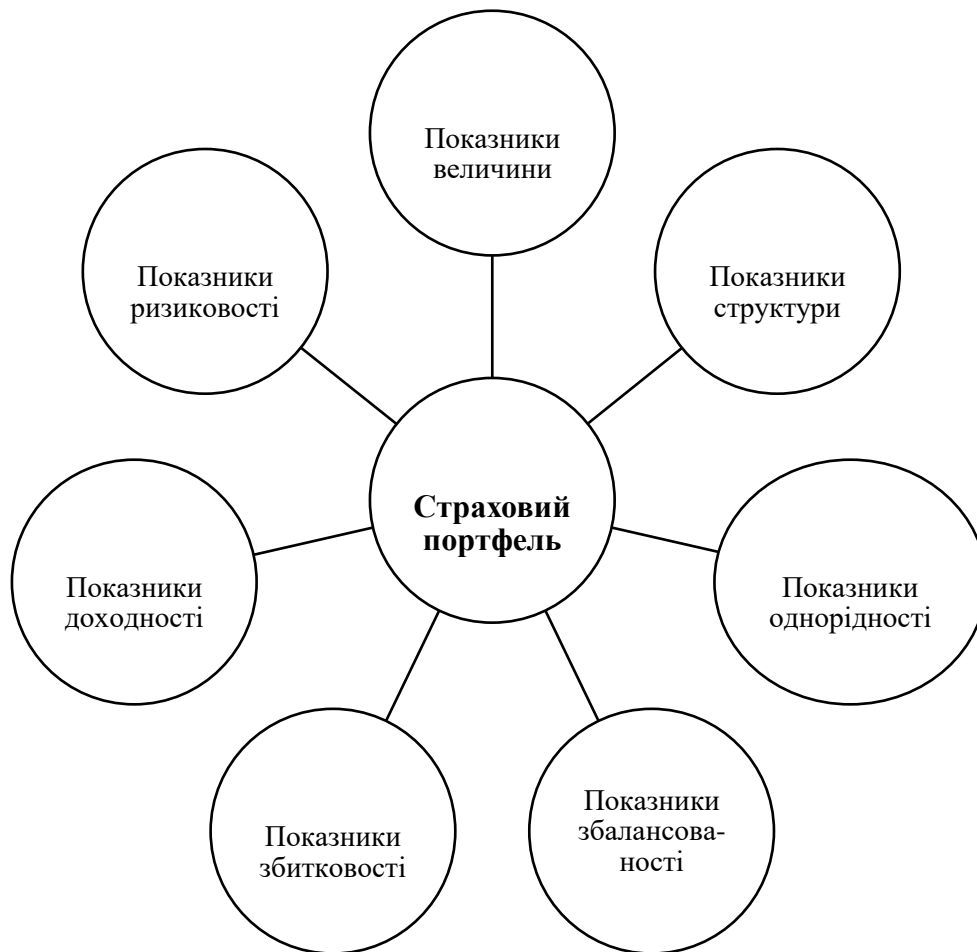 Показники
величини
Показники
структури
Показники
однорідності
Показники
збалансова-
ності
Показники
збитковості
Показники
доходності
Показники
ризиковості
Страховий
портфель